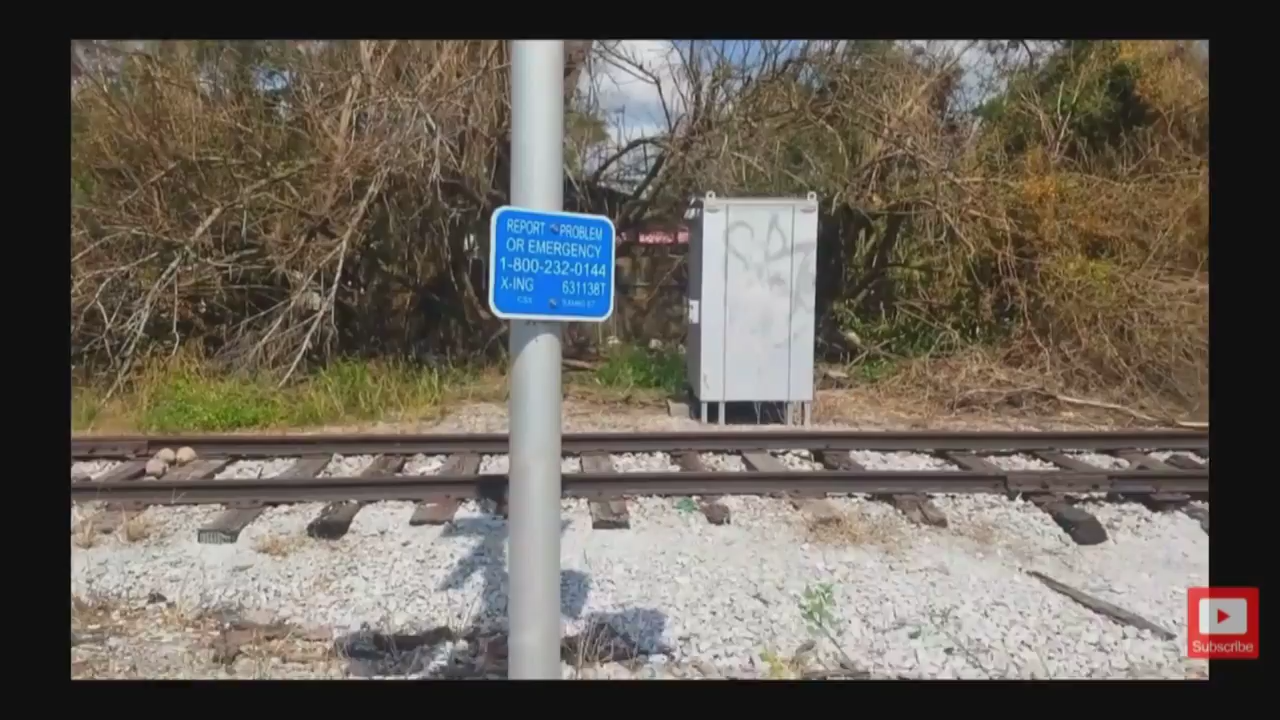 REPORT PROBLEM
OR EMERGENCY
1-800-232-0144
X-ING 631138T
CSX
Subscribe